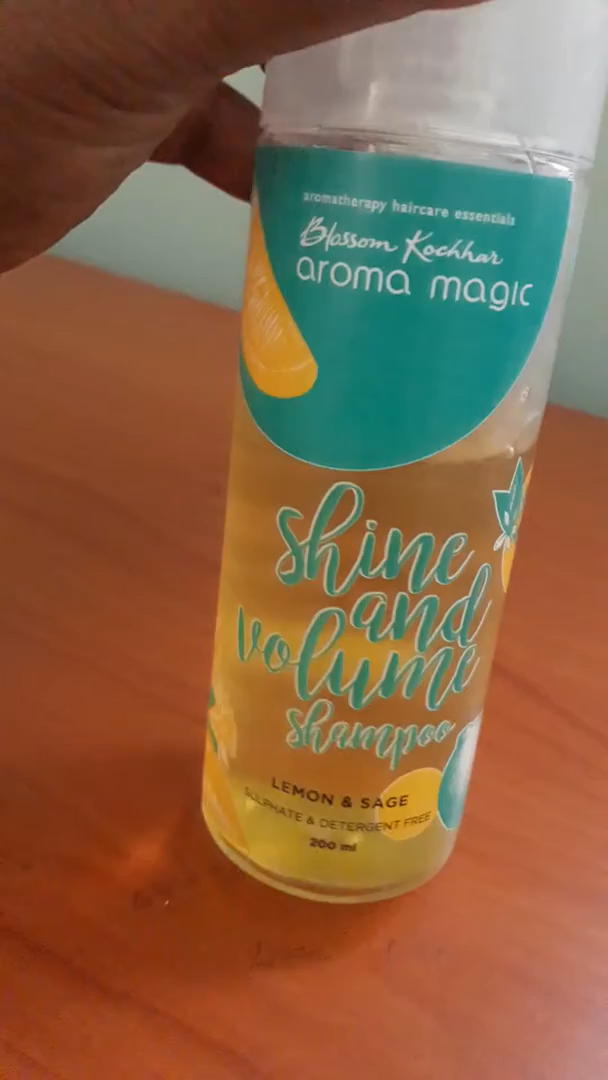 aromatherapy haircare essentials
Blossom Kochhar
aroma magic
shine
and
volume
shampoo
LEMON & SAGE
SULPHATE & DETERGENT FREE
200 ml